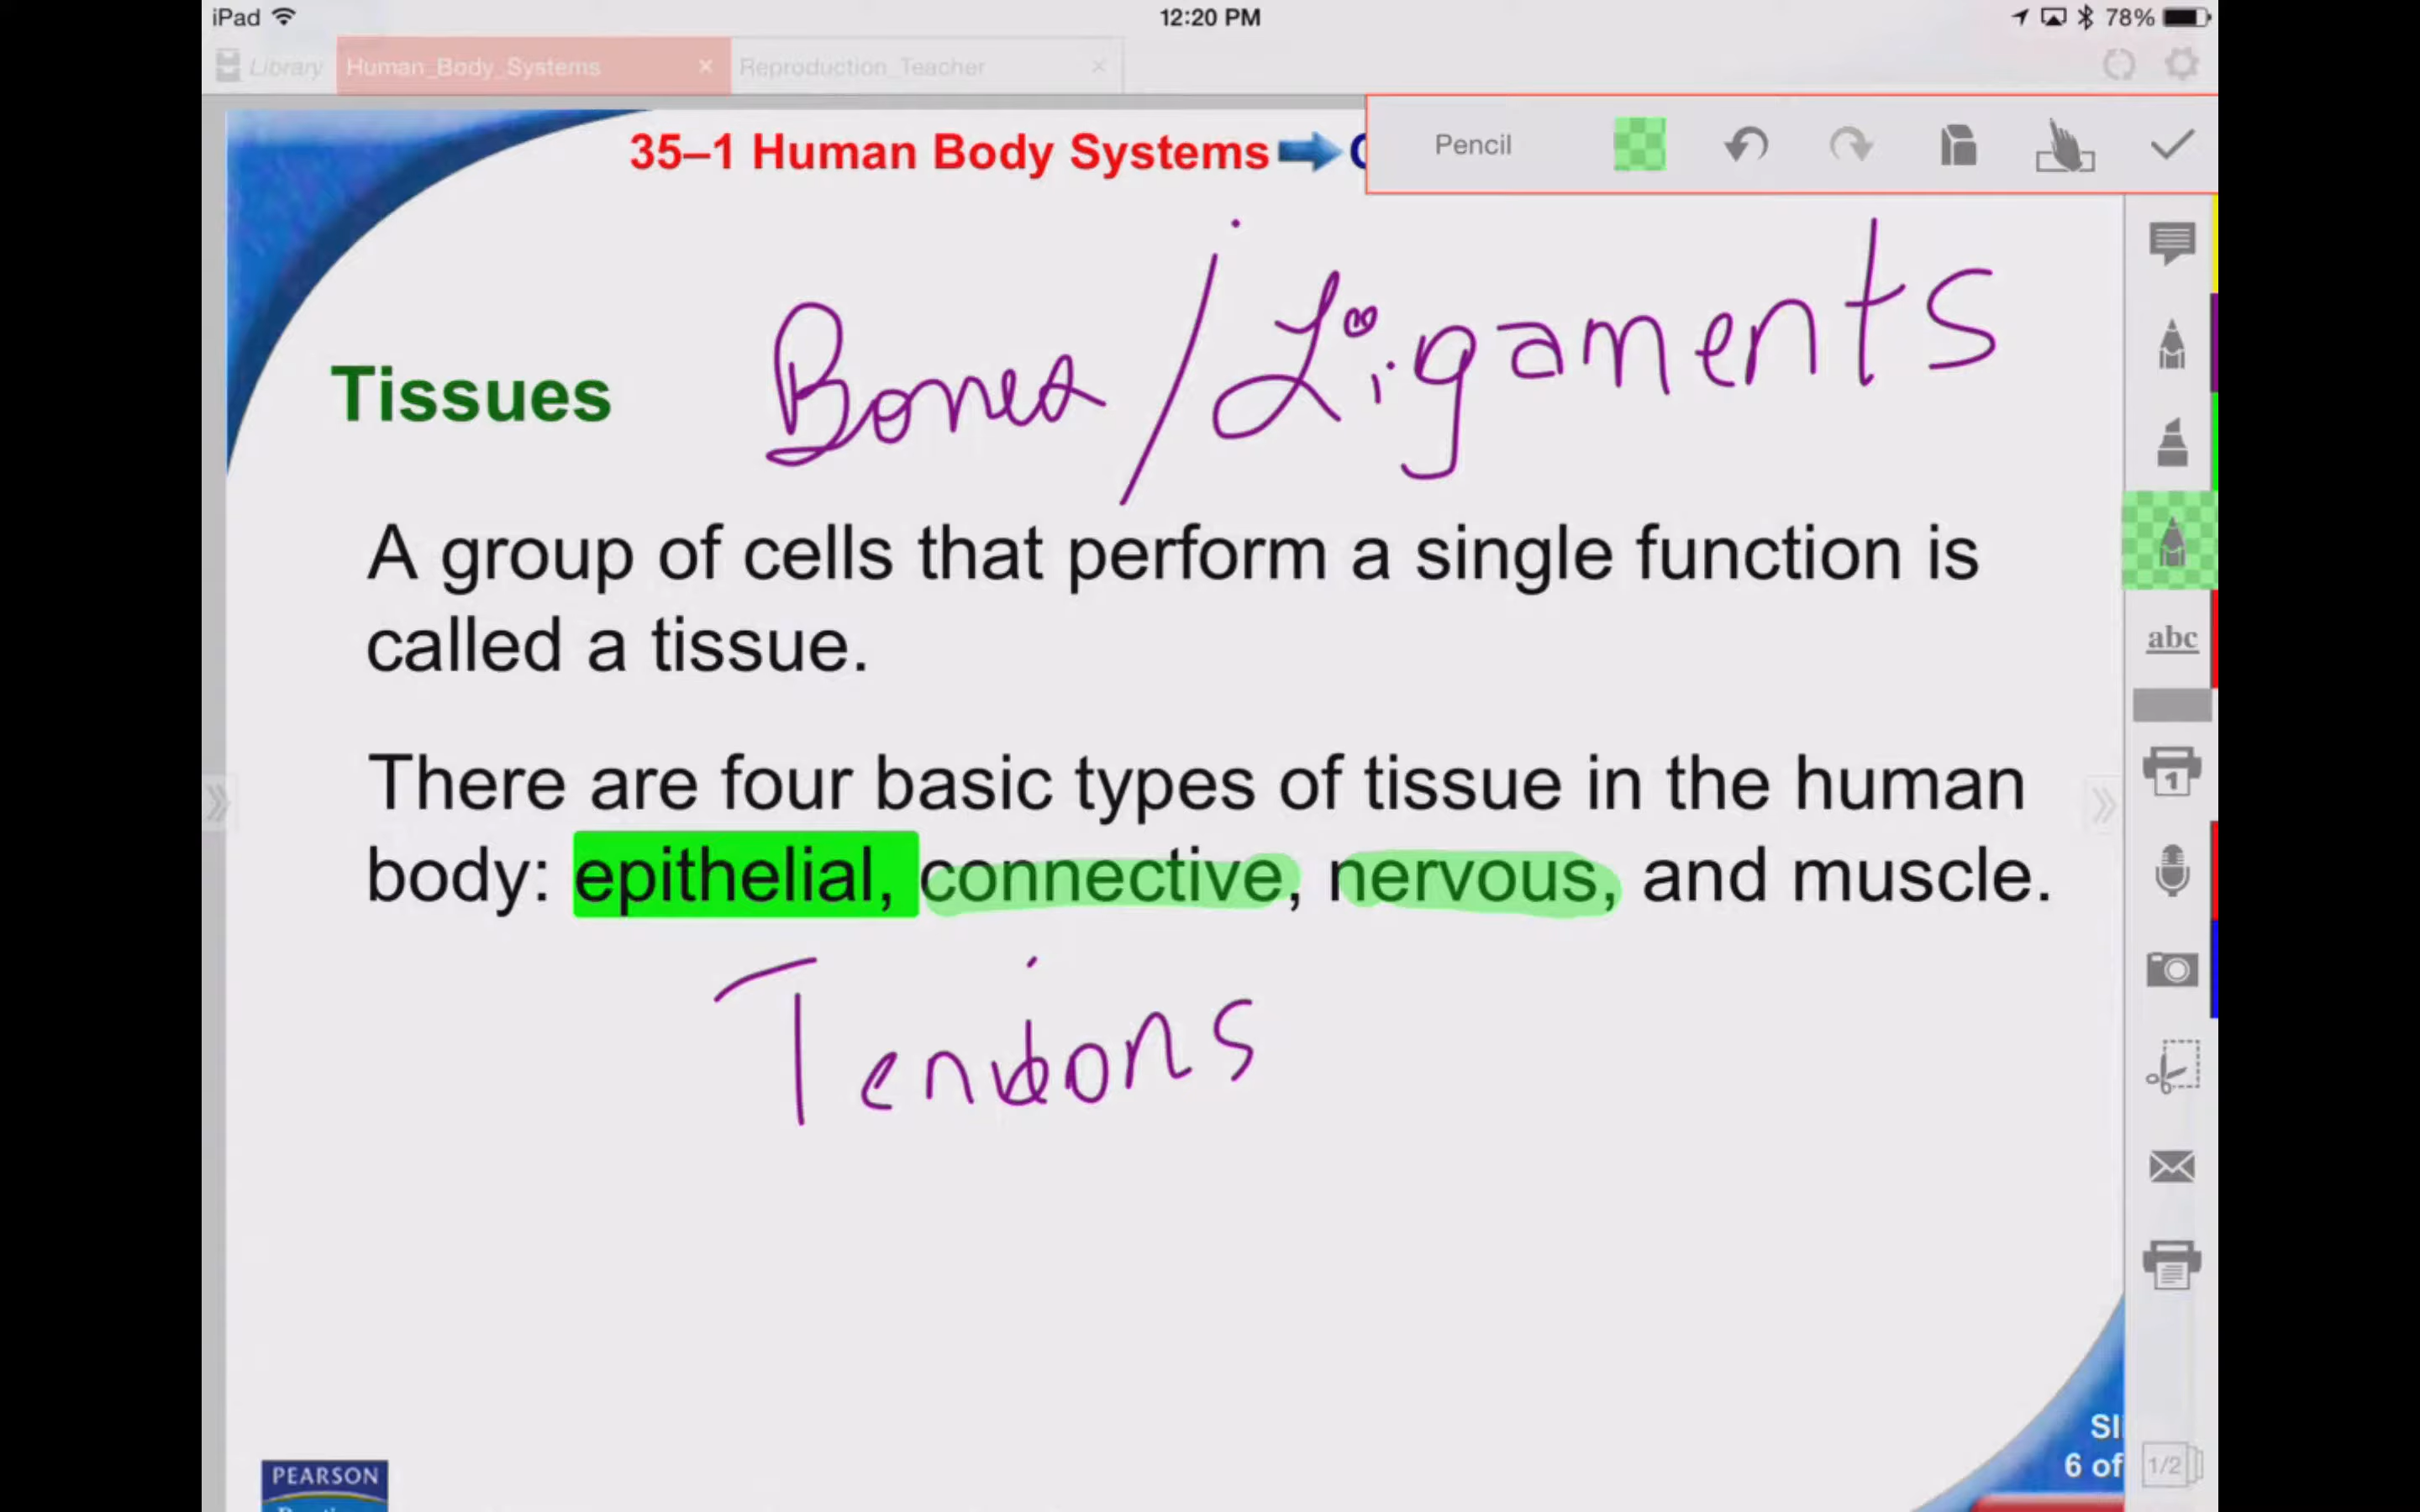 iPad 12:20 PM 78%
Library Human_Body_Systems × Reproduction_Teacher ×
35–1 Human Body Systems
Pencil
Bones / Ligaments
Tissues
A group of cells that perform a single function is
called a tissue.
abc
There are four basic types of tissue in the human
1
body: epithelial, connective, nervous, and muscle.
Tendons
6 of
1/2
PEARSON